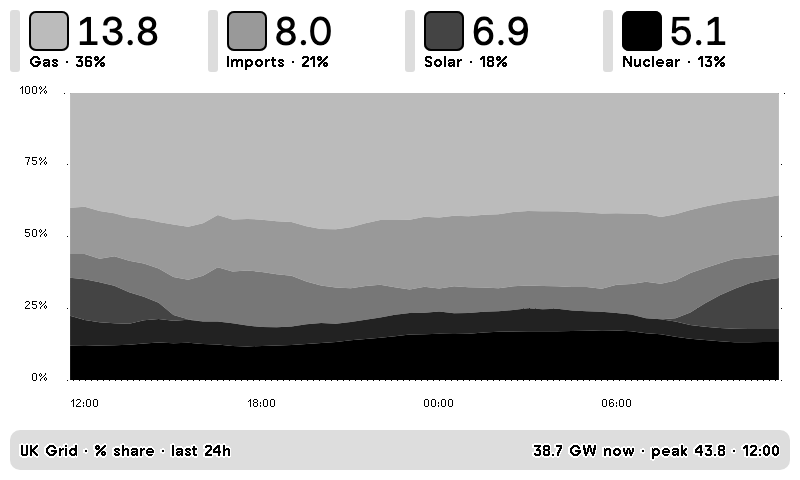 13.8
Gas · 36%
8.0
Imports · 21%
6.9
Solar · 18%
5.1
Nuclear · 13%
100%
75%
50%
25%
0%
12:00
18:00
00:00
06:00
UK Grid · % share · last 24h
38.7 GW now · peak 43.8 · 12:00